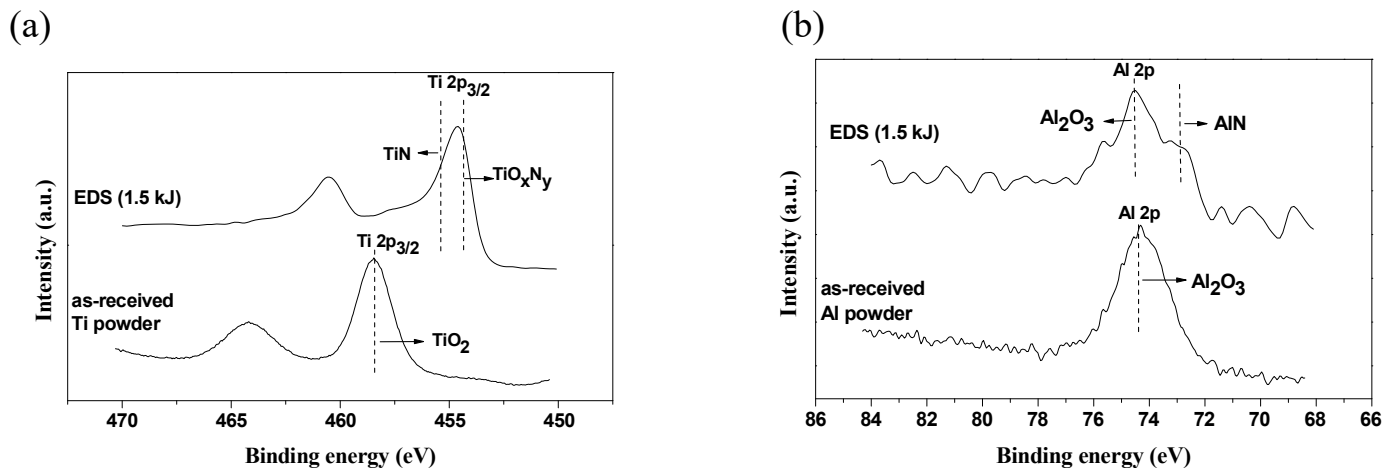 (a)
Ti 2p3/2
TiN
TiOxNy
EDS (1.5 kJ)
Ti 2p3/2
as-received
Ti powder
TiO2
Intensity (a.u.)
470 465 460 455 450
Binding energy (eV)
(b)
Al 2p
Al2O3
AlN
EDS (1.5 kJ)
Al 2p
Al2O3
as-received
Al powder
Intensity (a.u.)
86 84 82 80 78 76 74 72 70 68 66
Binding energy (eV)